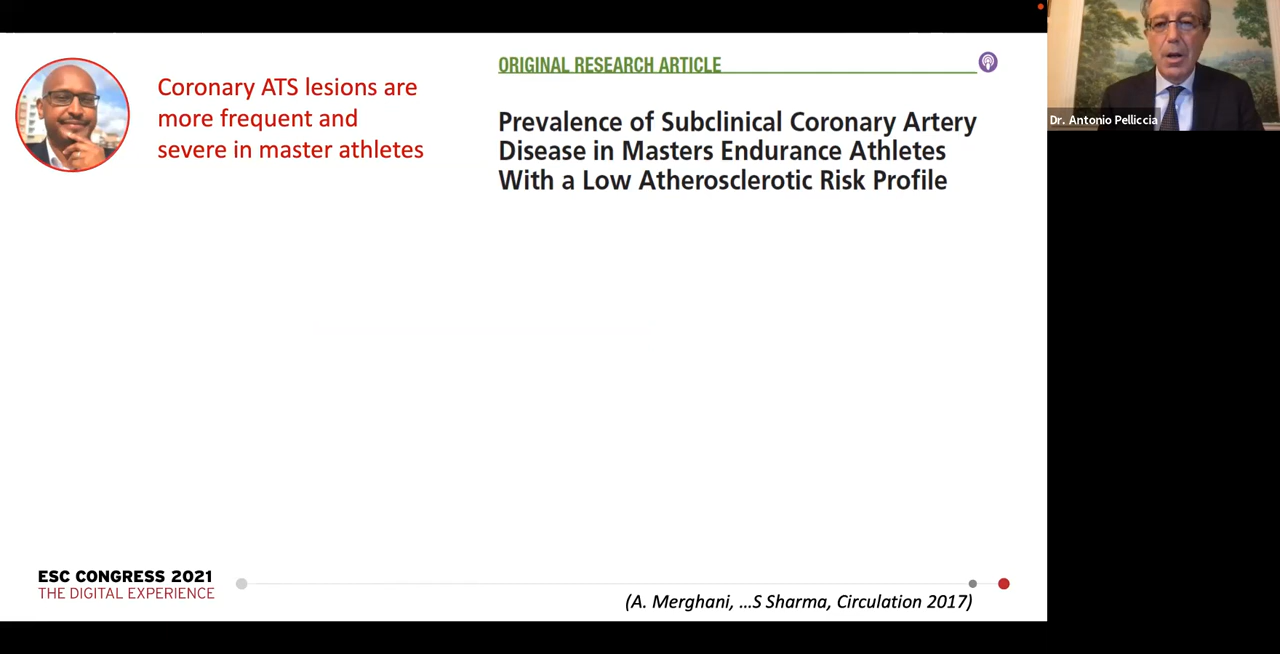 Coronary ATS lesions are
more frequent and
severe in master athletes
ORIGINAL RESEARCH ARTICLE
Prevalence of Subclinical Coronary Artery
Disease in Masters Endurance Athletes
With a Low Atherosclerotic Risk Profile
Dr. Antonio Pelliccia
ESC CONGRESS 2021
THE DIGITAL EXPERIENCE
(A. Merghani, ...S Sharma, Circulation 2017)